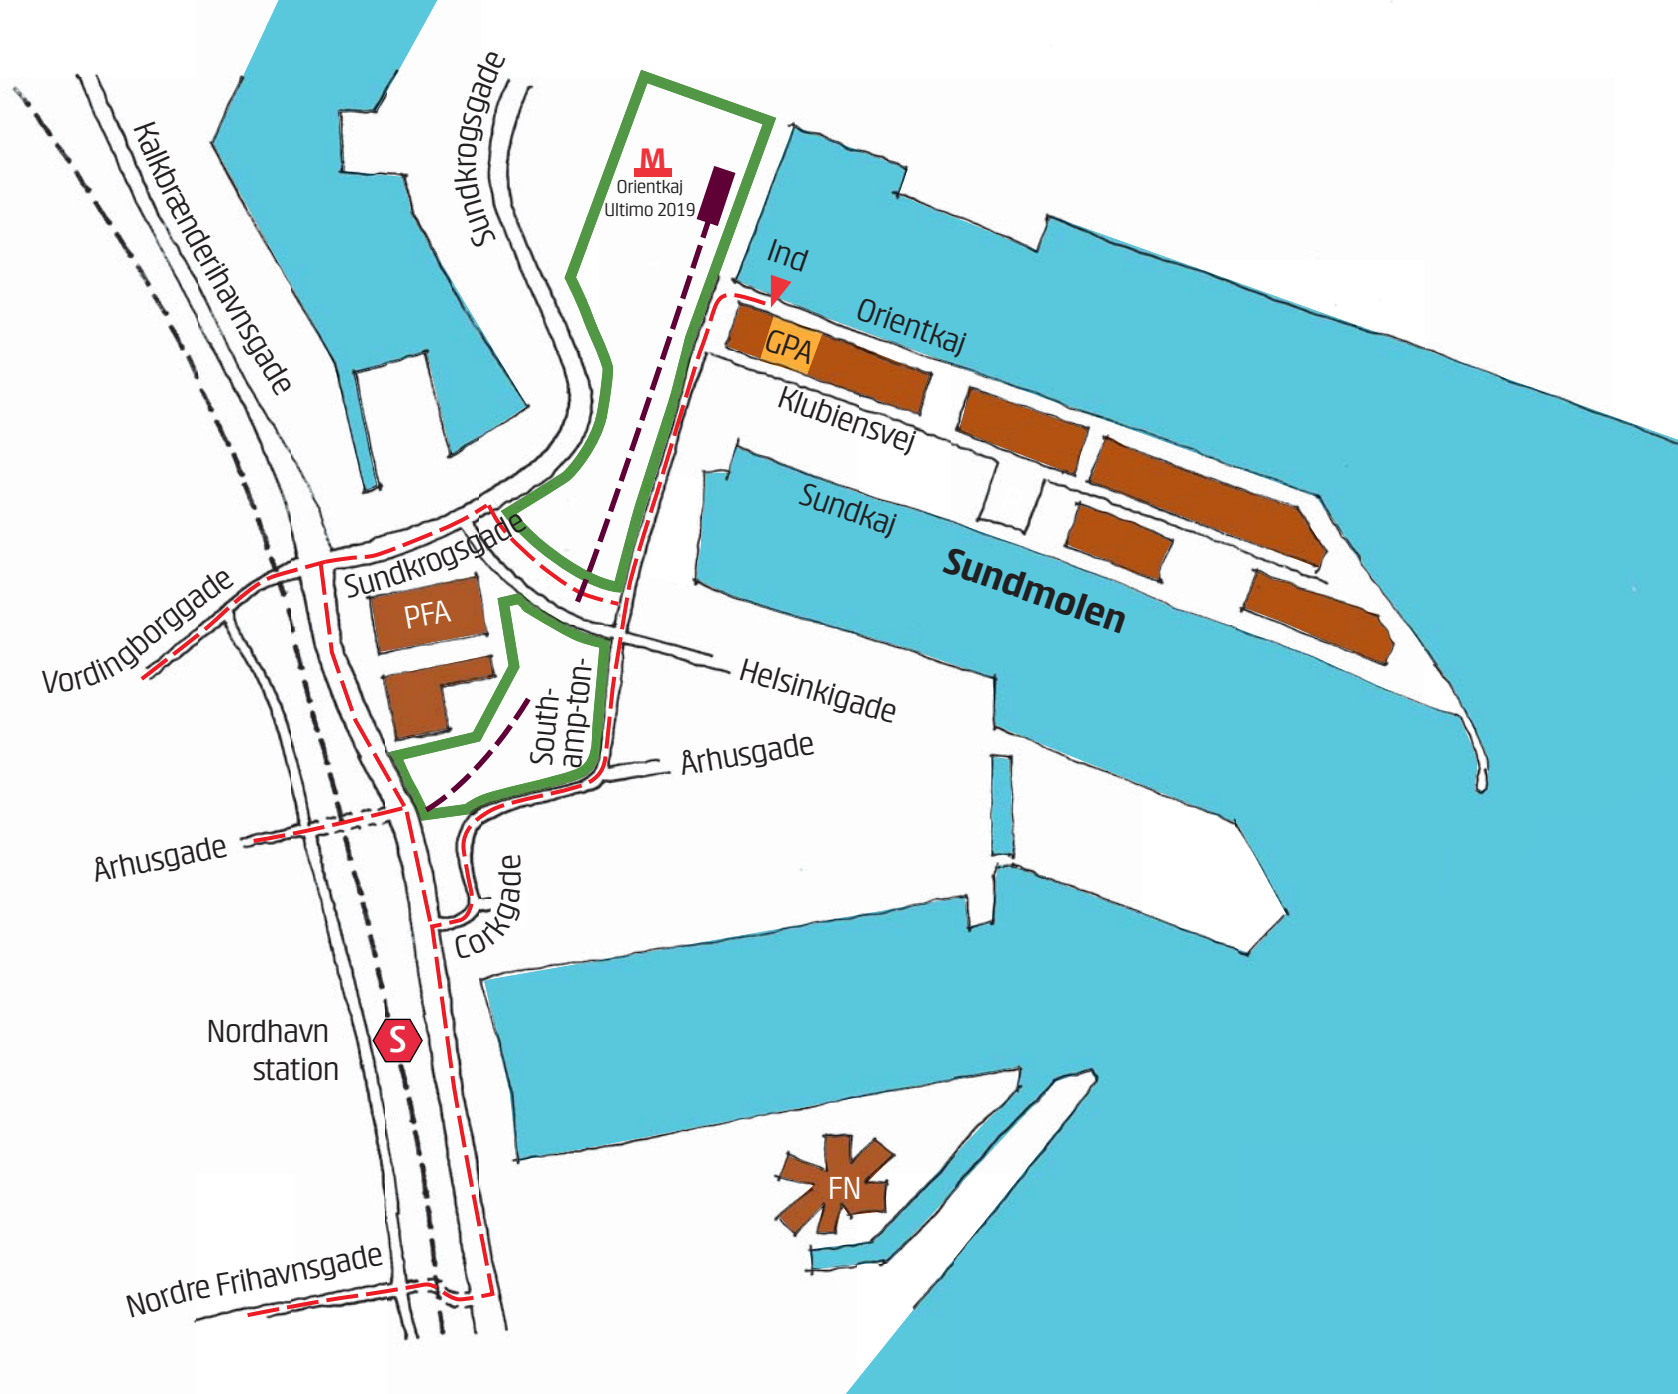 Sundkrogsgade
Kalkbrænderihavnsgade
M
Orientkaj
Ultimo 2019
Ind
Orientkaj
GPA
Klubiensvej
Sundkaj
Sundmolen
Sundkrogsgade
PFA
Vordingborggade
Helsinkigade
South-
amp-ton-
Århusgade
Århusgade
Corkgade
Nordhavn
station
S
FN
Nordre Frihavnsgade